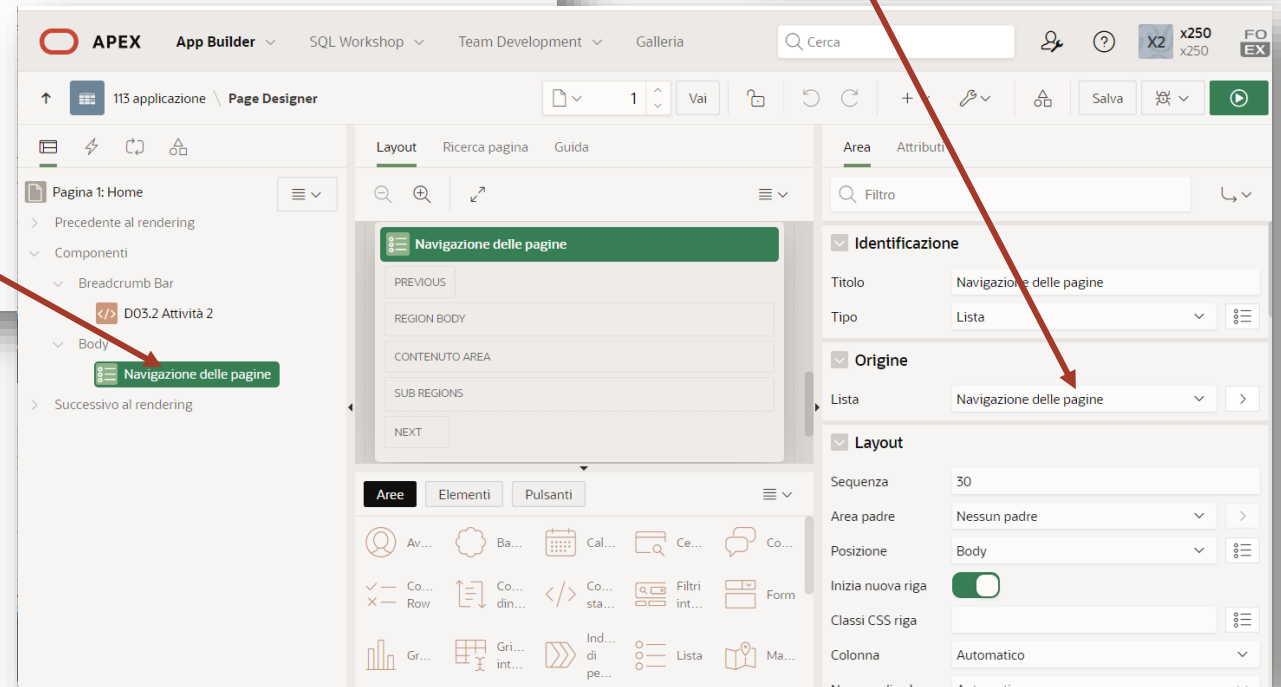 APEX App Builder SQL Workshop Team Development Galleria Cerca X2 x250 x250 FO EX
113 applicazione \ Page Designer 1 Vai Salva
Layout Ricerca pagina Guida Area Attributi
Pagina 1: Home
Precedente al rendering
Componenti
Breadcrumb Bar
D03.2 Attività 2
Body
Navigazione delle pagine
Successivo al rendering
Navigazione delle pagine
PREVIOUS
REGION BODY
CONTENUTO AREA
SUB REGIONS
NEXT
Aree Elementi Pulsanti
Av... Ba... Cal... Ce... Co...
Co... Row Co... din... Co... sta... Filtri int... Form
Gr... Gri... int... Ind... di pe... Lista Ma...
Filtro
Identificazione
Titolo Navigazione delle pagine
Tipo Lista
Origine
Lista Navigazione delle pagine
Layout
Sequenza 30
Area padre Nessun padre
Posizione Body
Inizia nuova riga
Classi CSS riga
Colonna Automatico